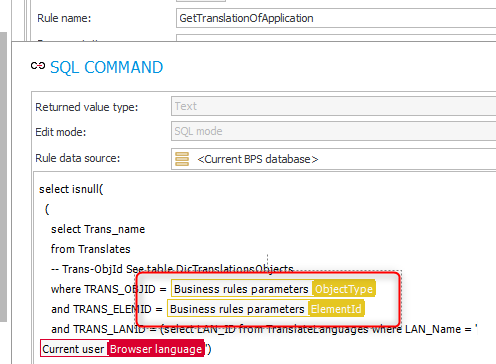 Rule name:
GetTranslationOfApplication
SQL COMMAND
Returned value type:
Text
Edit mode:
SQL mode
Rule data source:
<Current BPS database>
select isnull(
(
select Trans_name
from Translates
-- Trans-ObjId See table DicTranslationsObjects
where TRANS_OBJID = Business rules parameters ObjectType
and TRANS_ELEMID = Business rules parameters ElementId
and TRANS_LANID = (select LAN_ID from TranslateLanguages where LAN_Name = '
Current user Browser language')